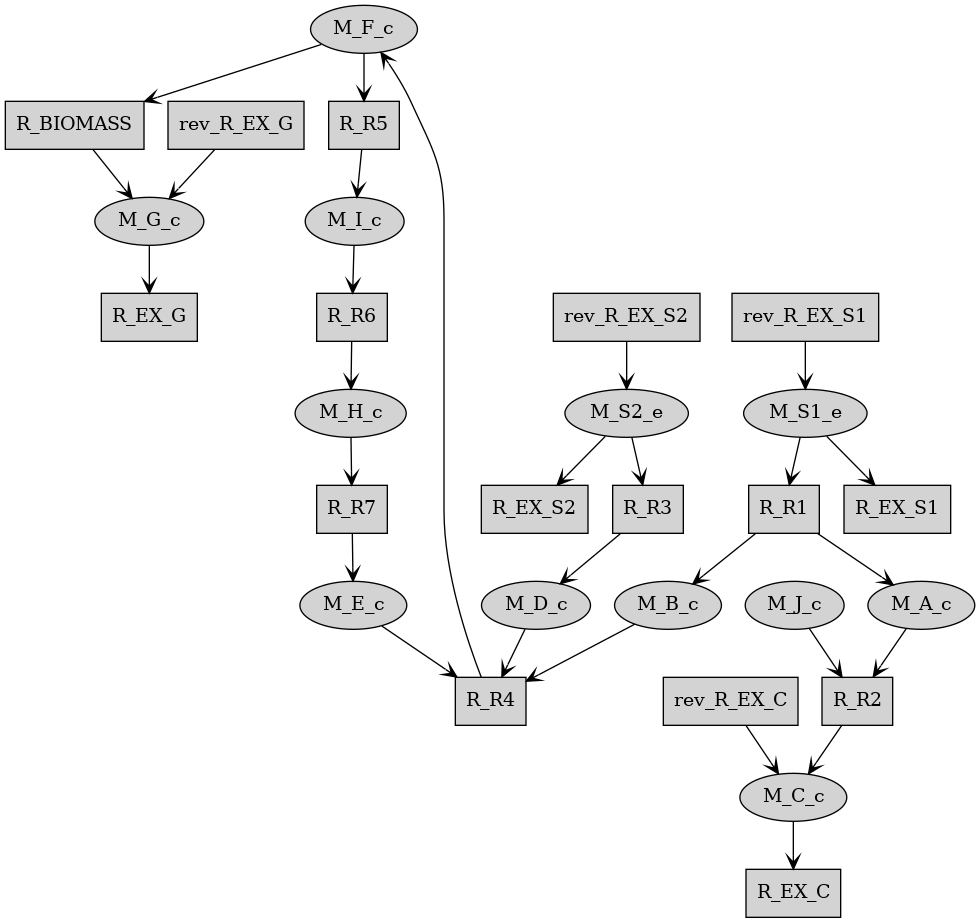 M_F_c
R_BIOMASS
rev_R_EX_G
R_R5
M_G_c
M_I_c
R_EX_G
R_R6
rev_R_EX_S2
rev_R_EX_S1
M_H_c
M_S2_e
M_S1_e
R_R7
R_EX_S2
R_R3
R_R1
R_EX_S1
M_E_c
M_D_c
M_B_c
M_J_c
M_A_c
R_R4
rev_R_EX_C
R_R2
M_C_c
R_EX_C